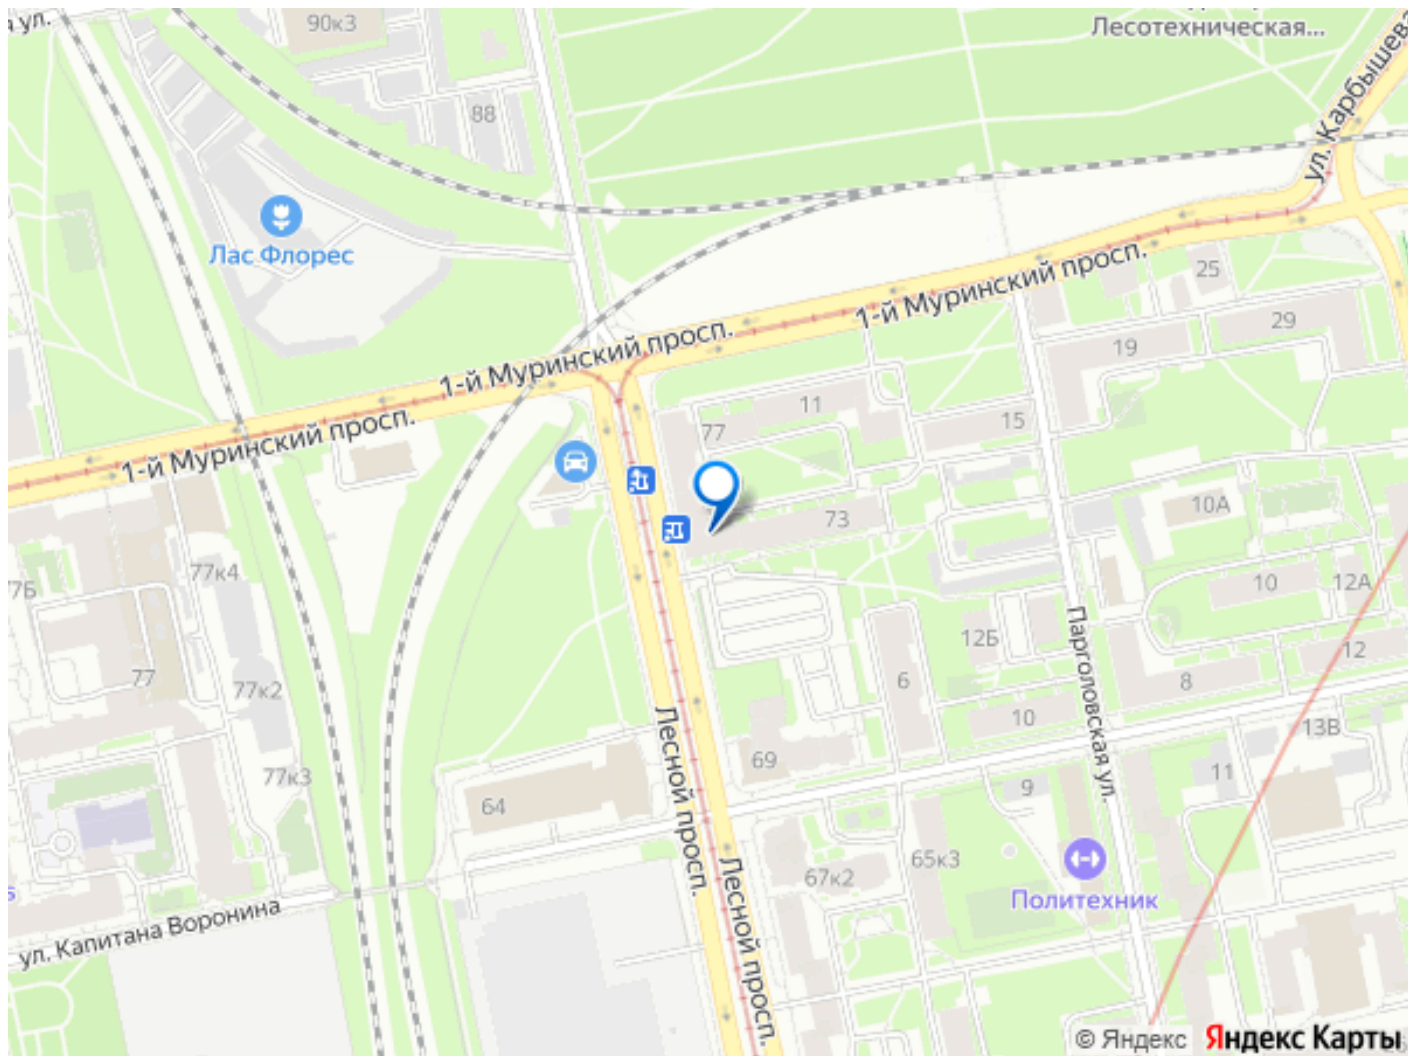 я ул.
90к3
Лесотехническая...
88
ул. Карбышева
Лас Флорес
1-й Муринский просп.
25
1-й Муринский просп.
29
19
1-й Муринский просп.
11
15
77
10А
73
77к4
77Б
10
12А
12Б
12
77
77к2
6
8
Парголовская ул.
10
13В
Лесной просп.
69
77к3
11
9
64
65к3
67к2
Политехник
Лесной просп.
ул. Капитана Воронина
© Яндекс Яндекс Карты